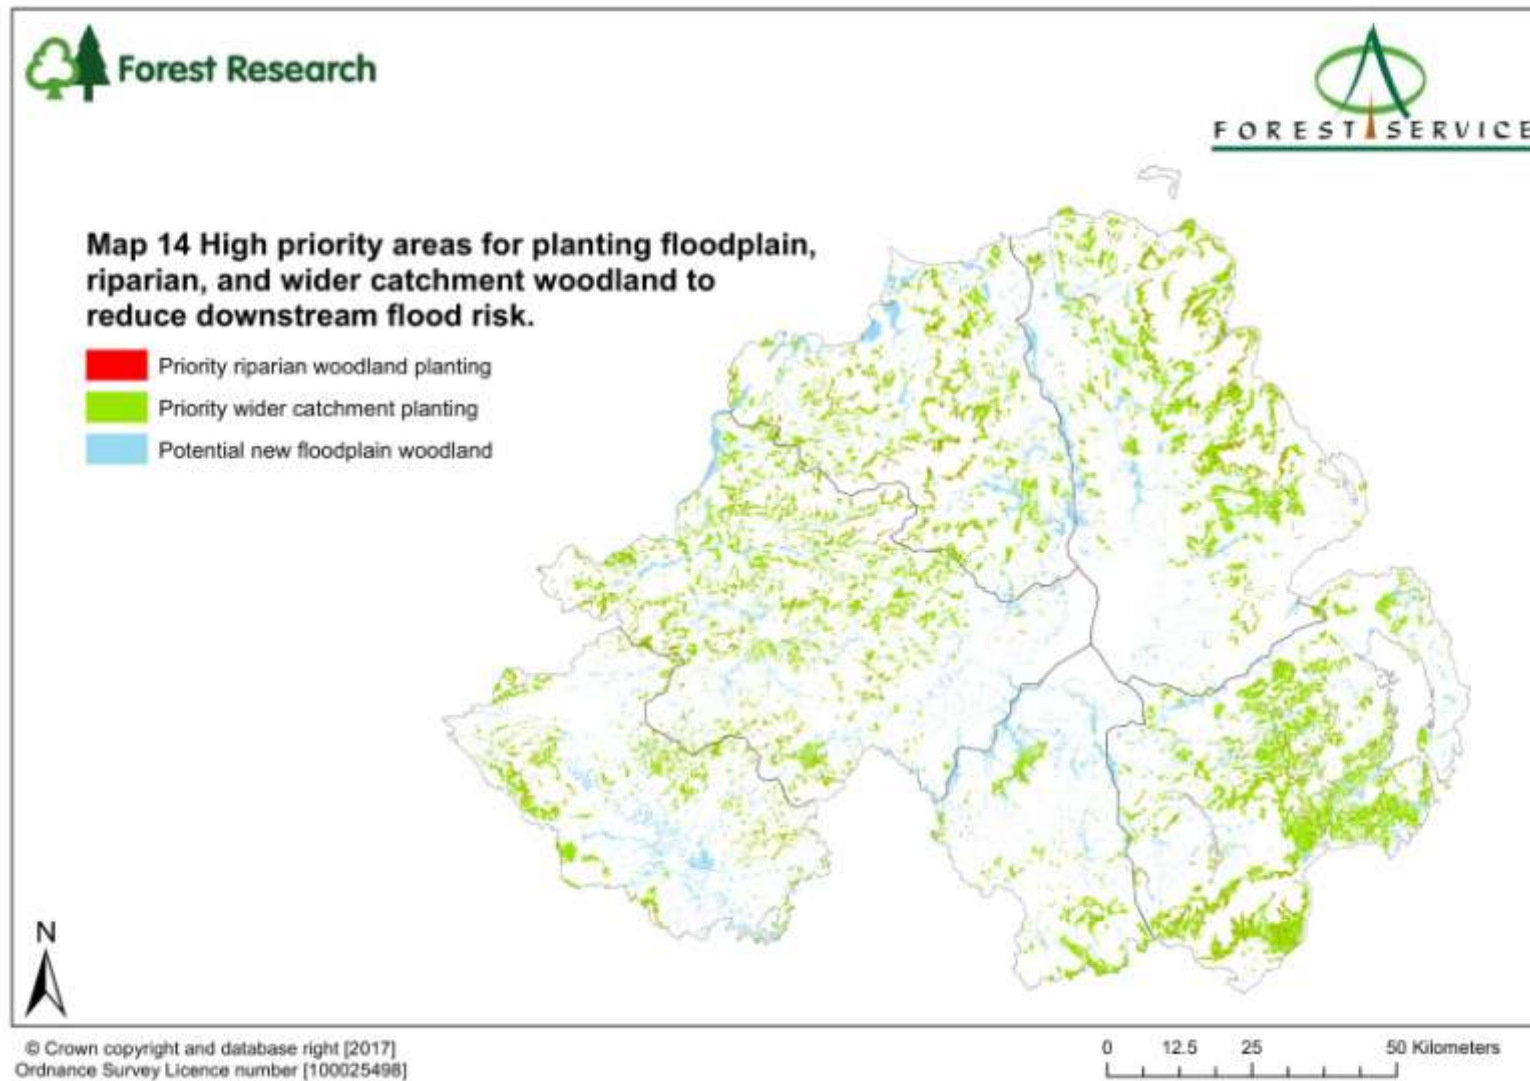 Forest Research
FOREST SERVICE
Map 14 High priority areas for planting floodplain,
riparian, and wider catchment woodland to
reduce downstream flood risk.
Priority riparian woodland planting
Priority wider catchment planting
Potential new floodplain woodland
N
© Crown copyright and database right [2017]
Ordnance Survey Licence number [100025498]
0 12.5 25 50 Kilometers